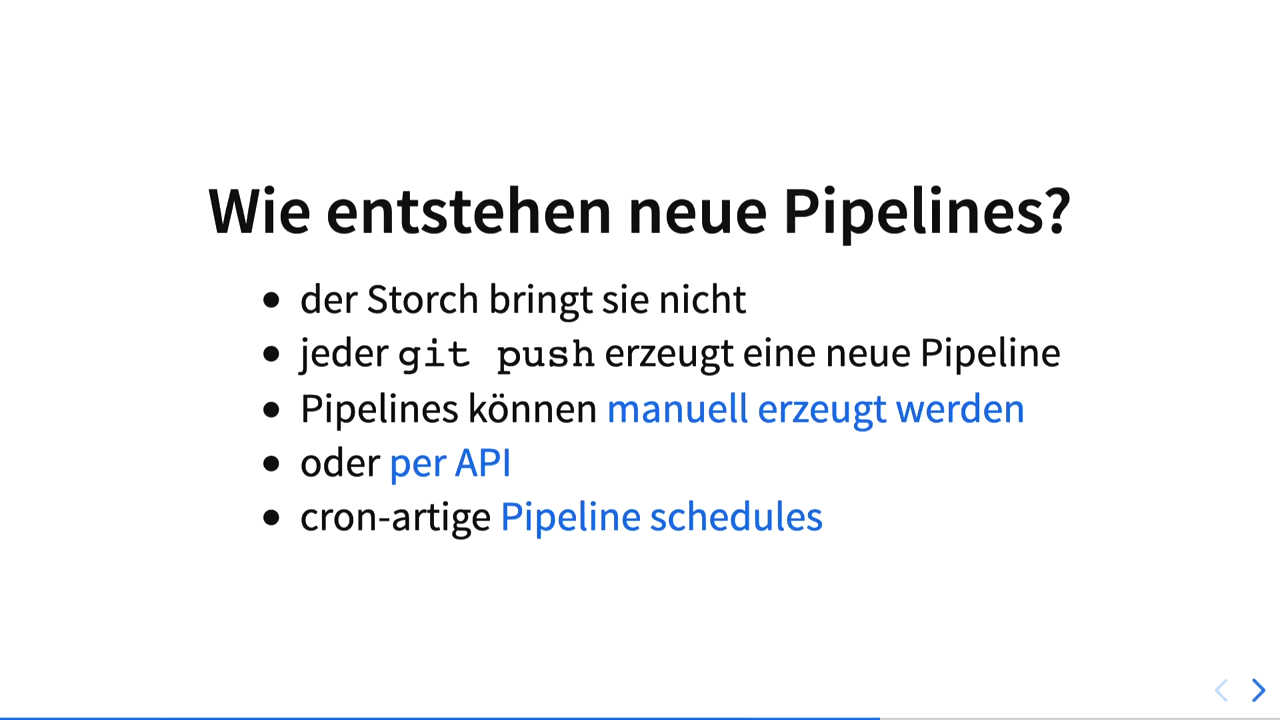 Wie entstehen neue Pipelines?
• der Storch bringt sie nicht
• jeder git push erzeugt eine neue Pipeline
• Pipelines können manuell erzeugt werden
• oder per API
• cron-artige Pipeline schedules